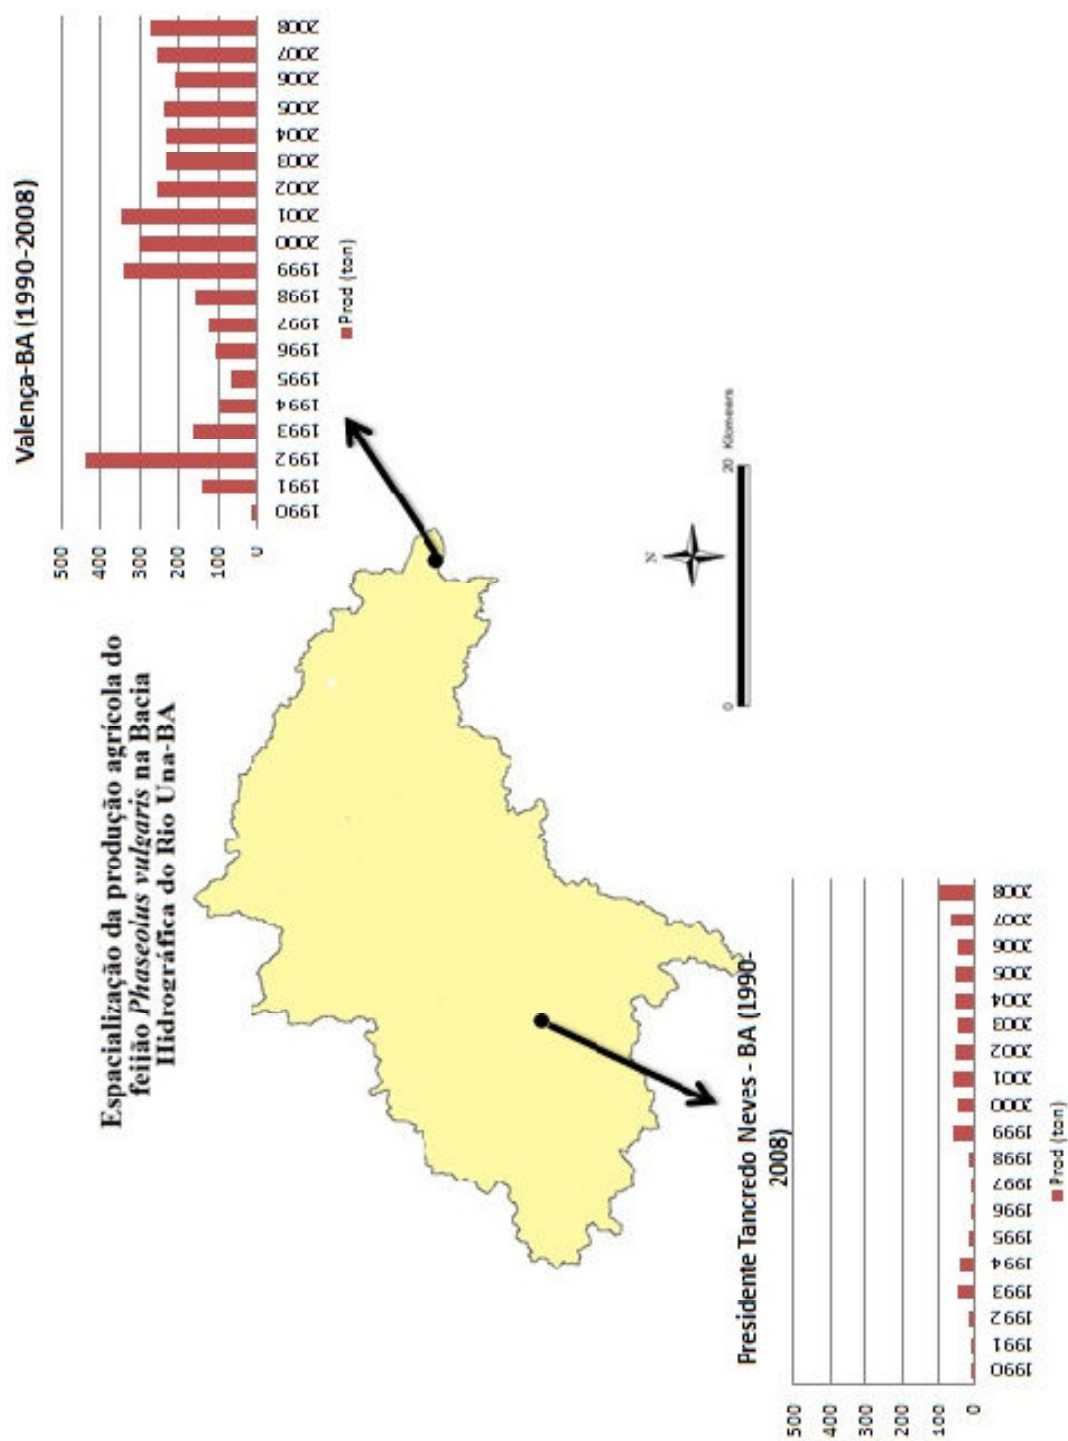 Espacialização da produção agrícola do
feijão Phaseolus vulgaris na Bacia
Hidrográfica do Rio Una-BA
Valença-BA (1990-2008)
500
400
300
200
100
0
1990 1991 1992 1993 1994 1995 1996 1997 1998 1999 2000 2001 2002 2003 2004 2005 2006 2007 2008
Prod (ton)
N
0 20 Kilomeers
Presidente Tancredo Neves - BA (1990-
2008)
500
400
300
200
100
0
1990 1991 1992 1993 1994 1995 1996 1997 1998 1999 2000 2001 2002 2003 2004 2005 2006 2007 2008
Prod (ton)